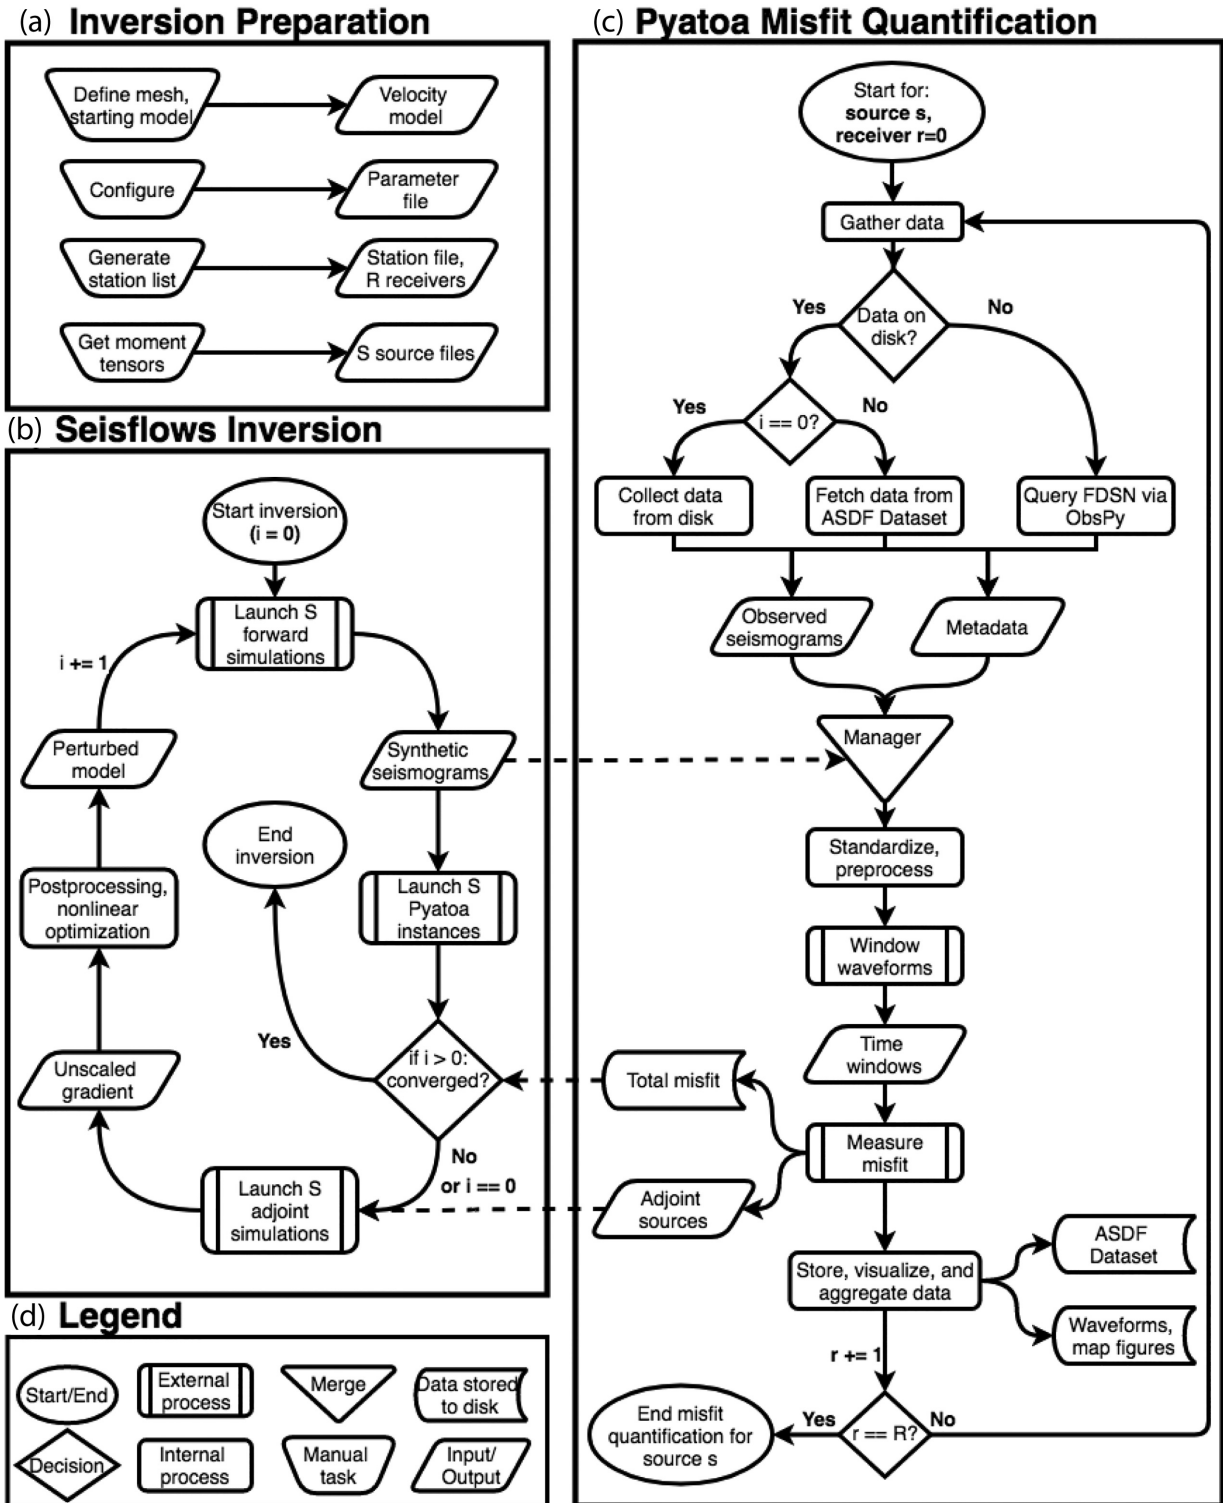 (a) Inversion Preparation
Define mesh,
starting model
Velocity
model
Configure
Parameter
file
Generate
station list
Station file,
R receivers
Get moment
tensors
S source files
(b) Seisflows Inversion
Start inversion
(i = 0)
Launch S
forward
simulations
i += 1
Perturbed
model
Synthetic
seismograms
End
inversion
Postprocessing,
nonlinear
optimization
Launch S
Pyatoa
instances
Yes
if i > 0:
converged?
Unscaled
gradient
No
or i == 0
Launch S
adjoint
simulations
(c) Pyatoa Misfit Quantification
Start for:
source s,
receiver r=0
Gather data
Yes
No
Data on
disk?
Yes
No
i == 0?
Collect data
from disk
Fetch data from
ASDF Dataset
Query FDSN via
ObsPy
Observed
seismograms
Metadata
Manager
Standardize,
preprocess
Window
waveforms
Time
windows
Total misfit
Measure
misfit
Adjoint
sources
Store, visualize, and
aggregate data
ASDF
Dataset
Waveforms,
map figures
r += 1
r == R?
Yes
No
End misfit
quantification for
source s
(d) Legend
Start/End
External
process
Merge
Data stored
to disk
Decision
Internal
process
Manual
task
Input/
Output